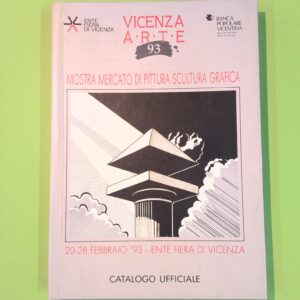 ENTE
FIERA
DI VICENZA
VICENZA
A·R·T·E
93
BANCA
POPOLARE
VICENTINA
MOSTRA MERCATO DI PITTURA SCULTURA GRAFICA
20-28 FEBBRAIO '93 - ENTE FIERA DI VICENZA
CATALOGO UFFICIALE